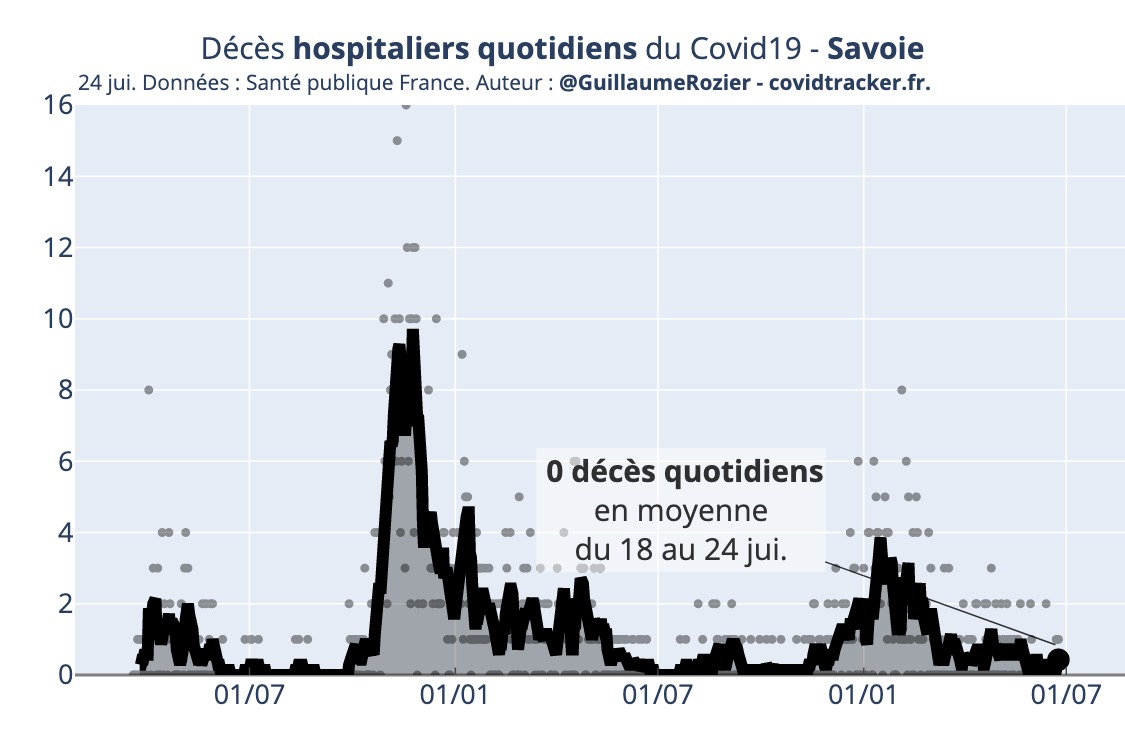 Décès hospitaliers quotidiens du Covid19 - Savoie
24 jui. Données : Santé publique France. Auteur : @GuillaumeRozier - covidtracker.fr.
16
14
12
10
8
6
4
2
0
0 décès quotidiens
en moyenne
du 18 au 24 jui.
01/07 01/01 01/07 01/01 01/07